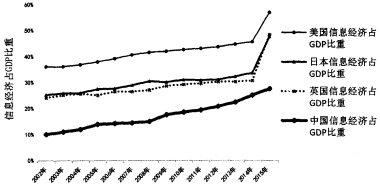 信息经济占GDP比重
60%
50%
40%
30%
20%
10%
0%
2002年
2003年
2004年
2005年
2006年
2007年
2008年
2009年
2010年
2011年
2012年
2013年
2014年
2015年
美国信息经济占
GDP比重
日本信息经济占
GDP比重
英国信息经济占
GDP比重
中国信息经济占
GDP比重